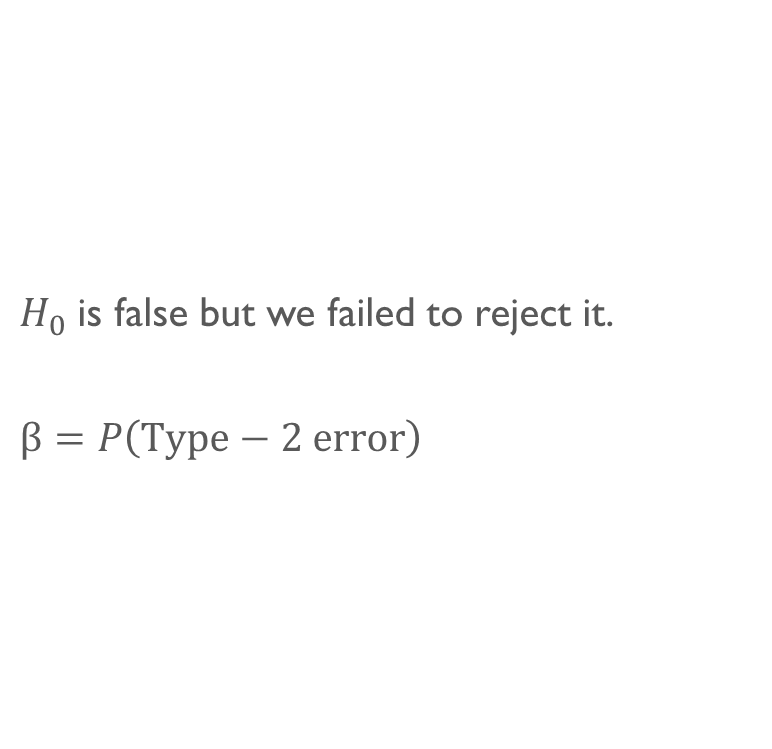 H₀ is false but we failed to reject it.
β = P(Type − 2 error)